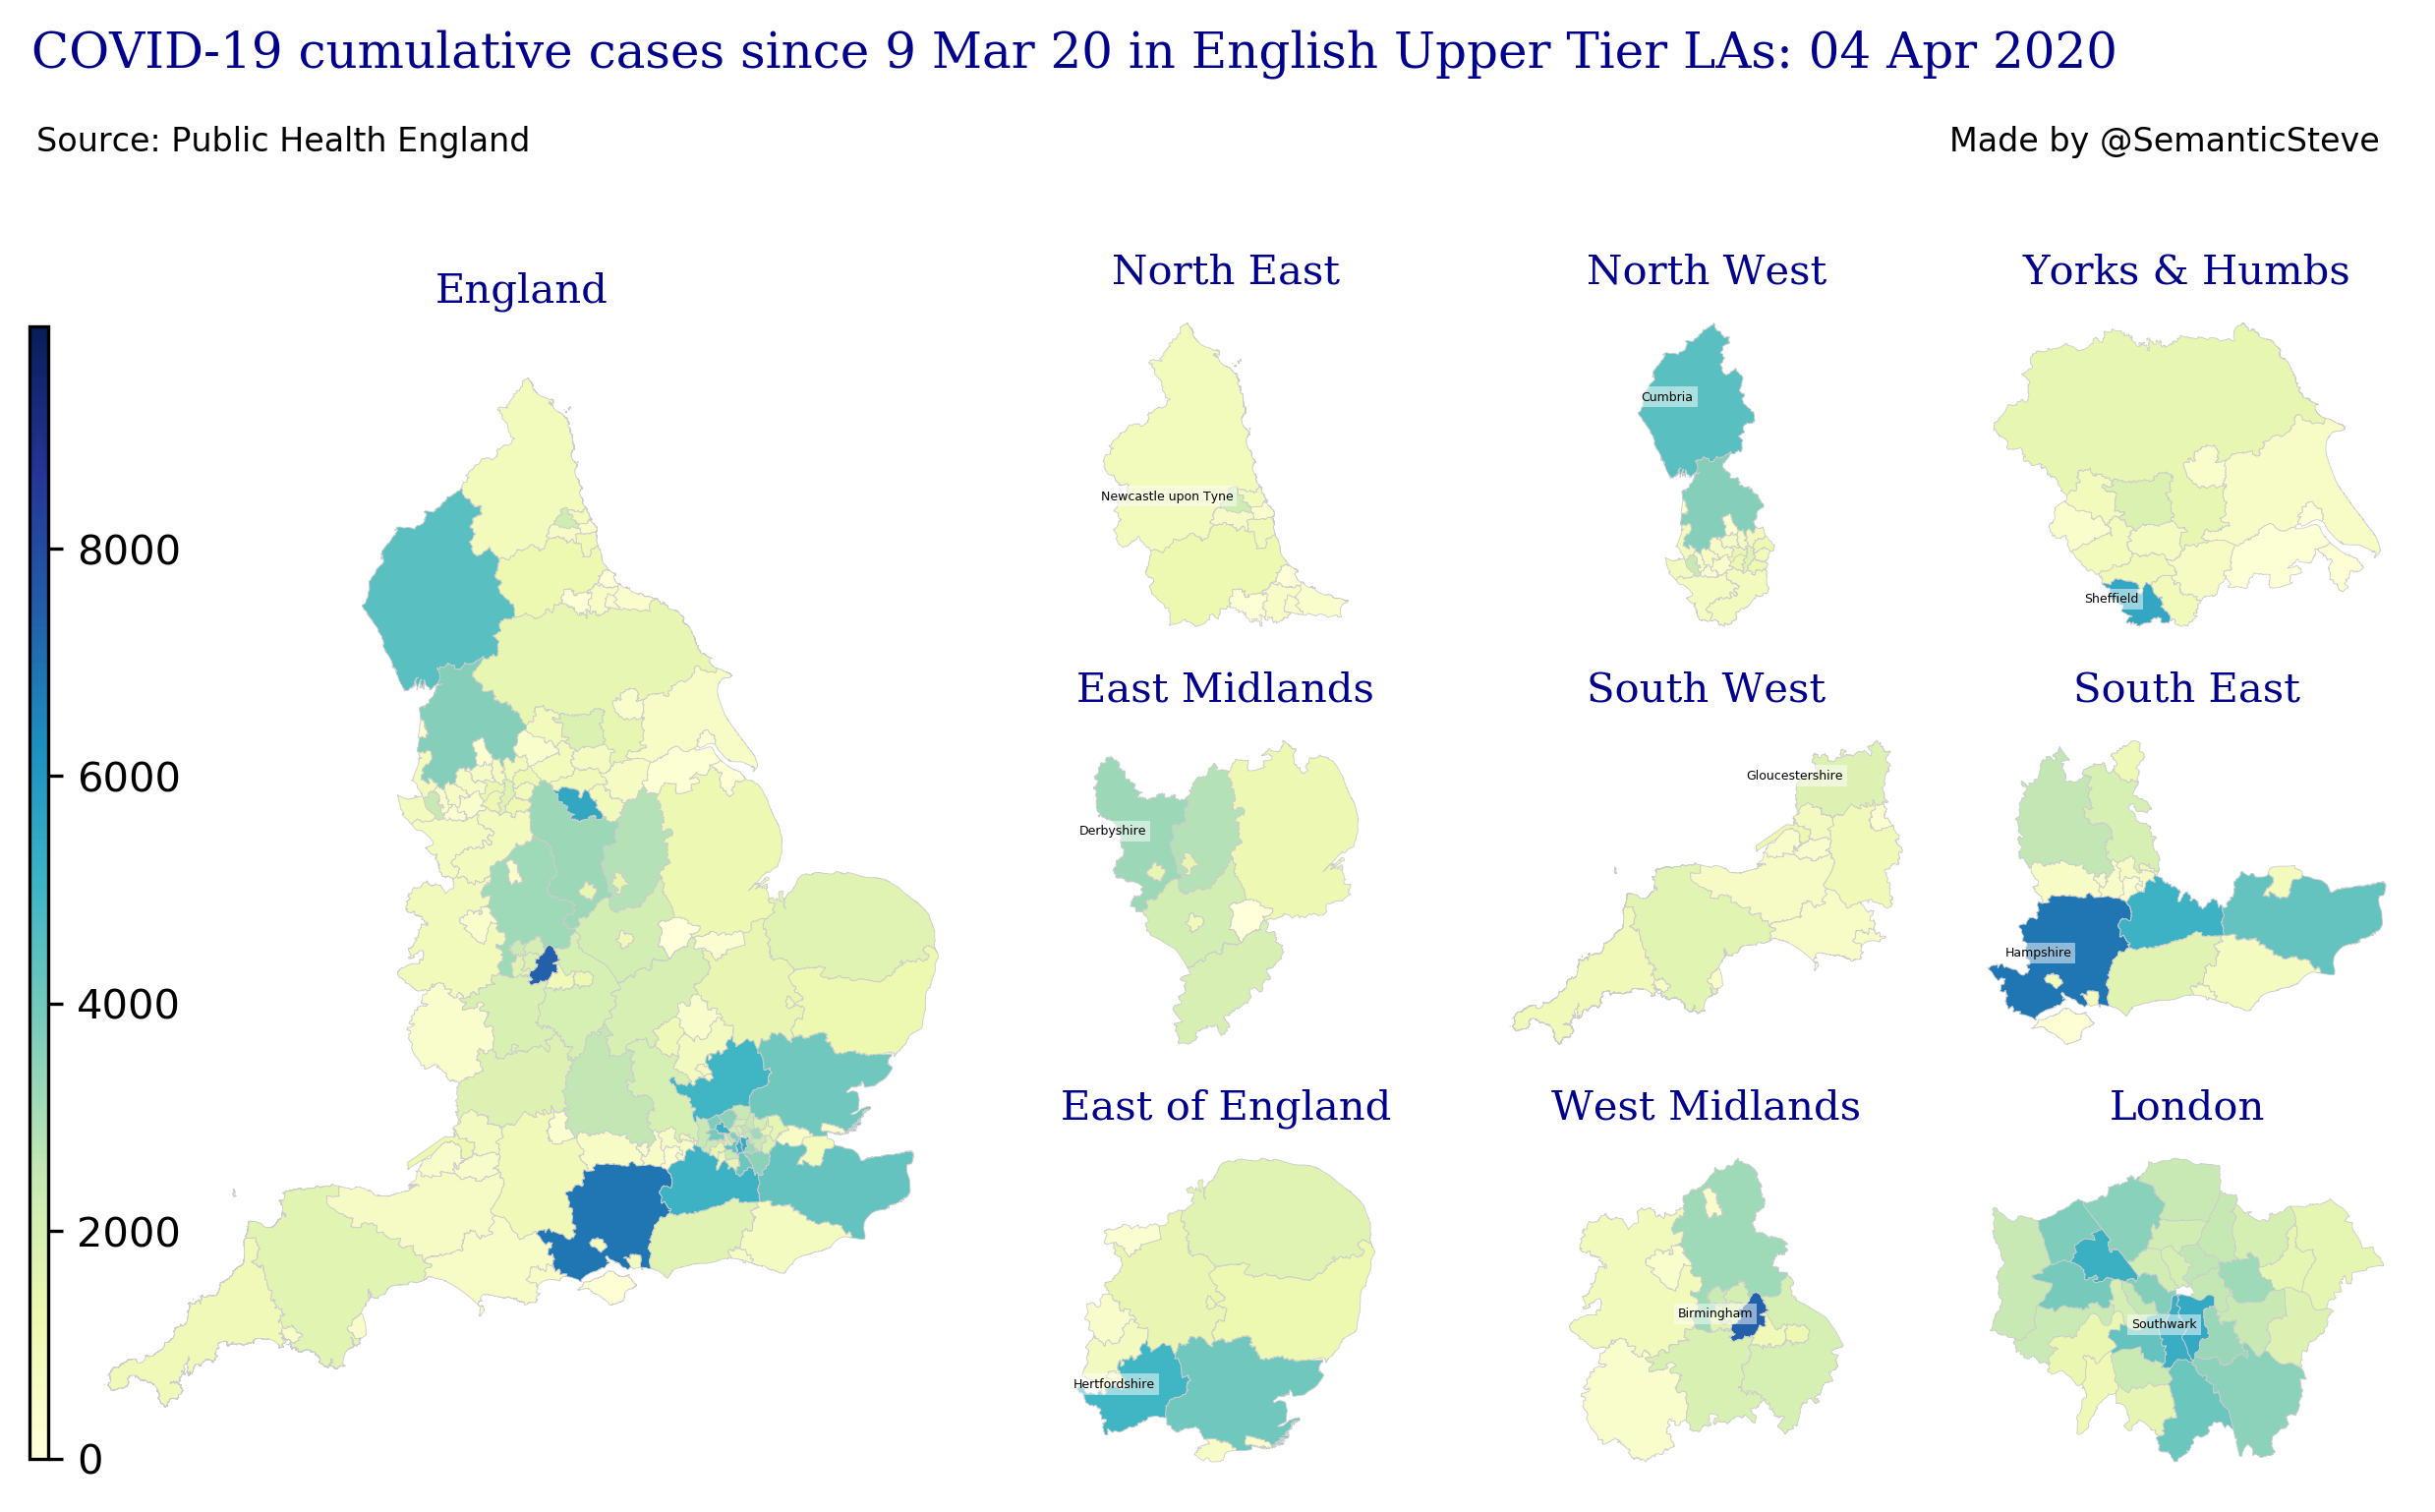 COVID-19 cumulative cases since 9 Mar 20 in English Upper Tier LAs: 04 Apr 2020
Source: Public Health England
Made by @SemanticSteve
England
8000
6000
4000
2000
0
North East
Newcastle upon Tyne
North West
Cumbria
Yorks & Humbs
Sheffield
East Midlands
Derbyshire
South West
Gloucestershire
South East
Hampshire
East of England
Hertfordshire
West Midlands
Birmingham
London
Southwark